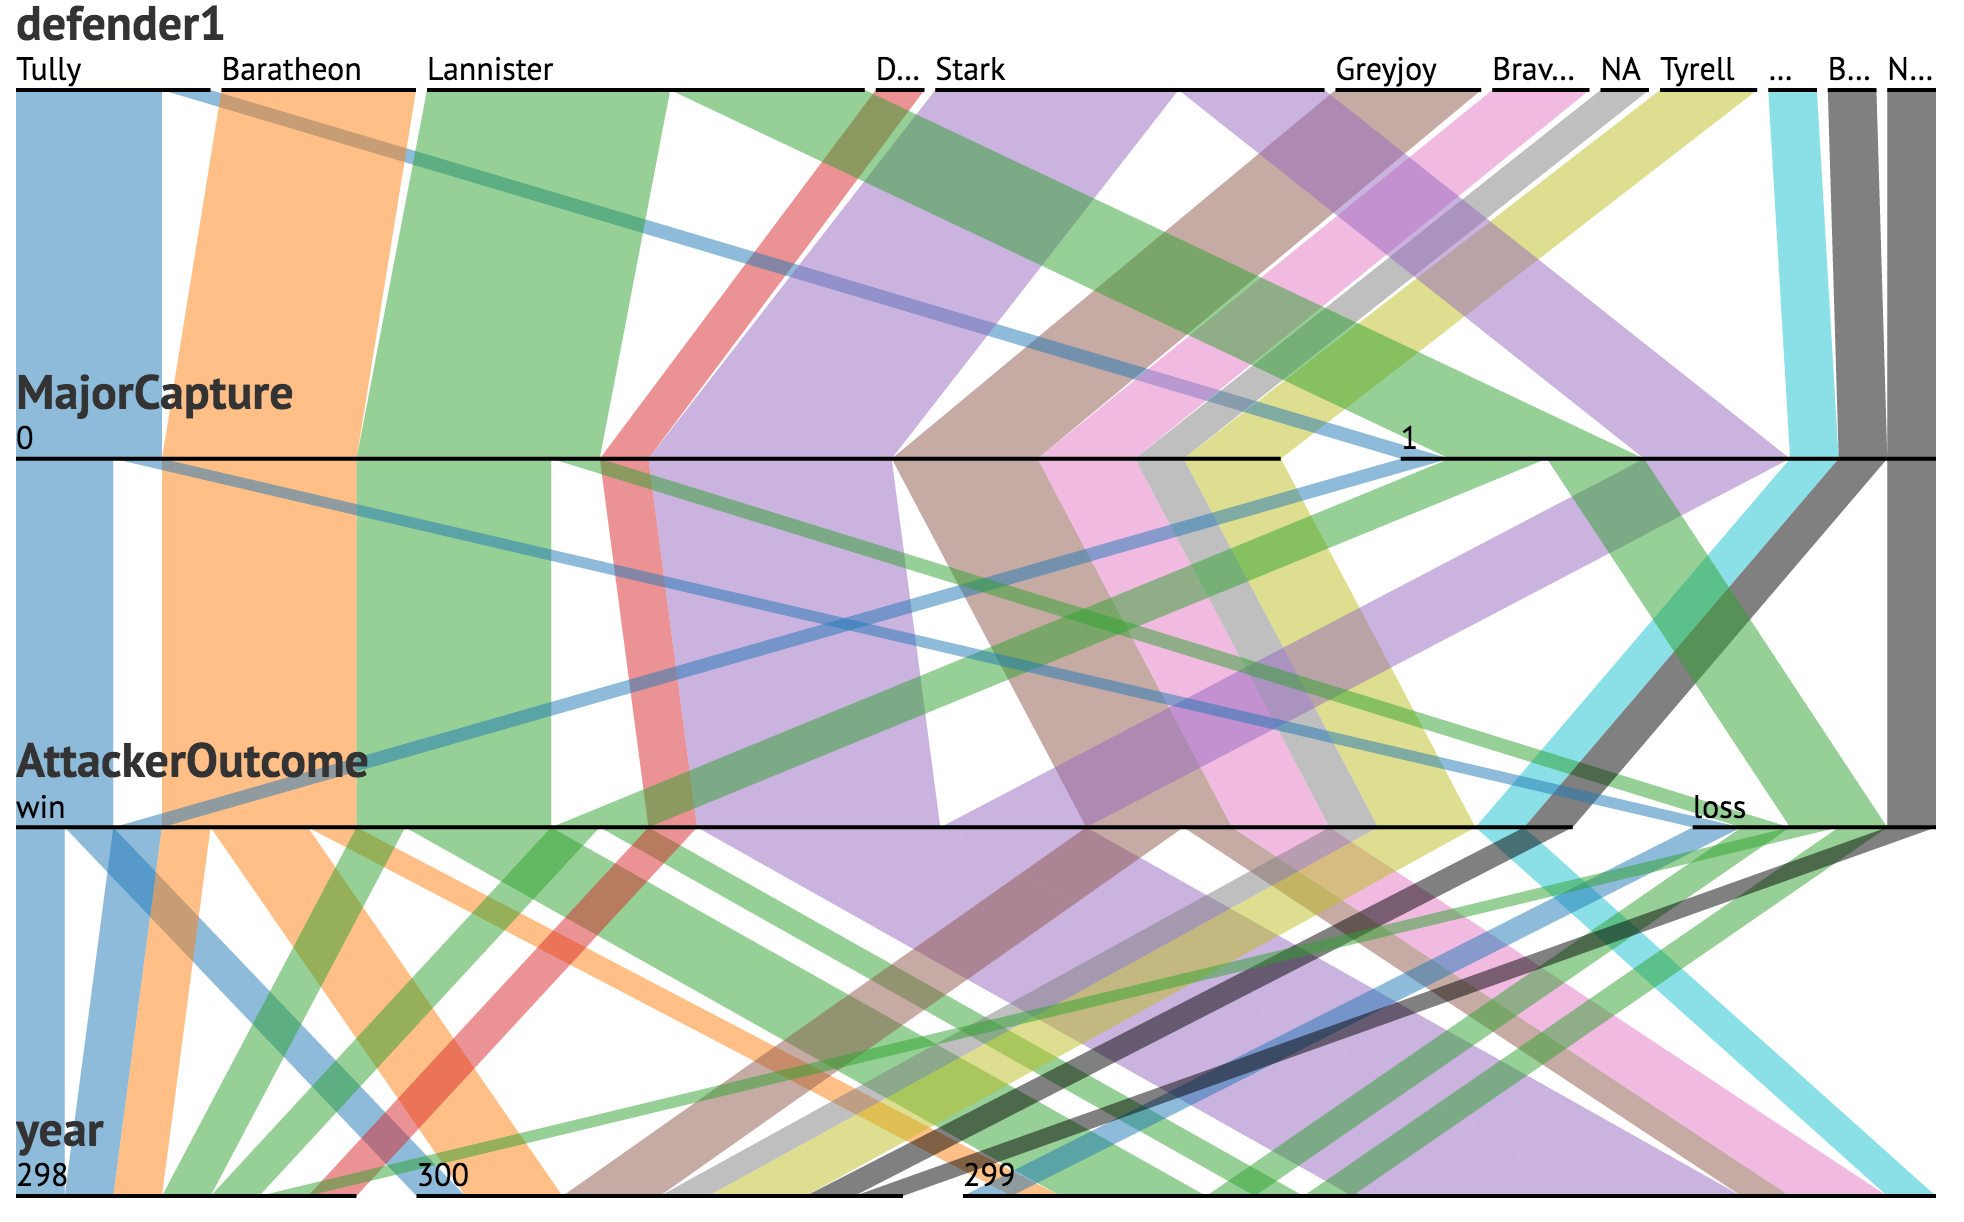 defender1
Tully Baratheon Lannister D... Stark Greyjoy Brav... NA Tyrell ... B... N...
MajorCapture
0 1
AttackerOutcome
win loss
year
298 300 299